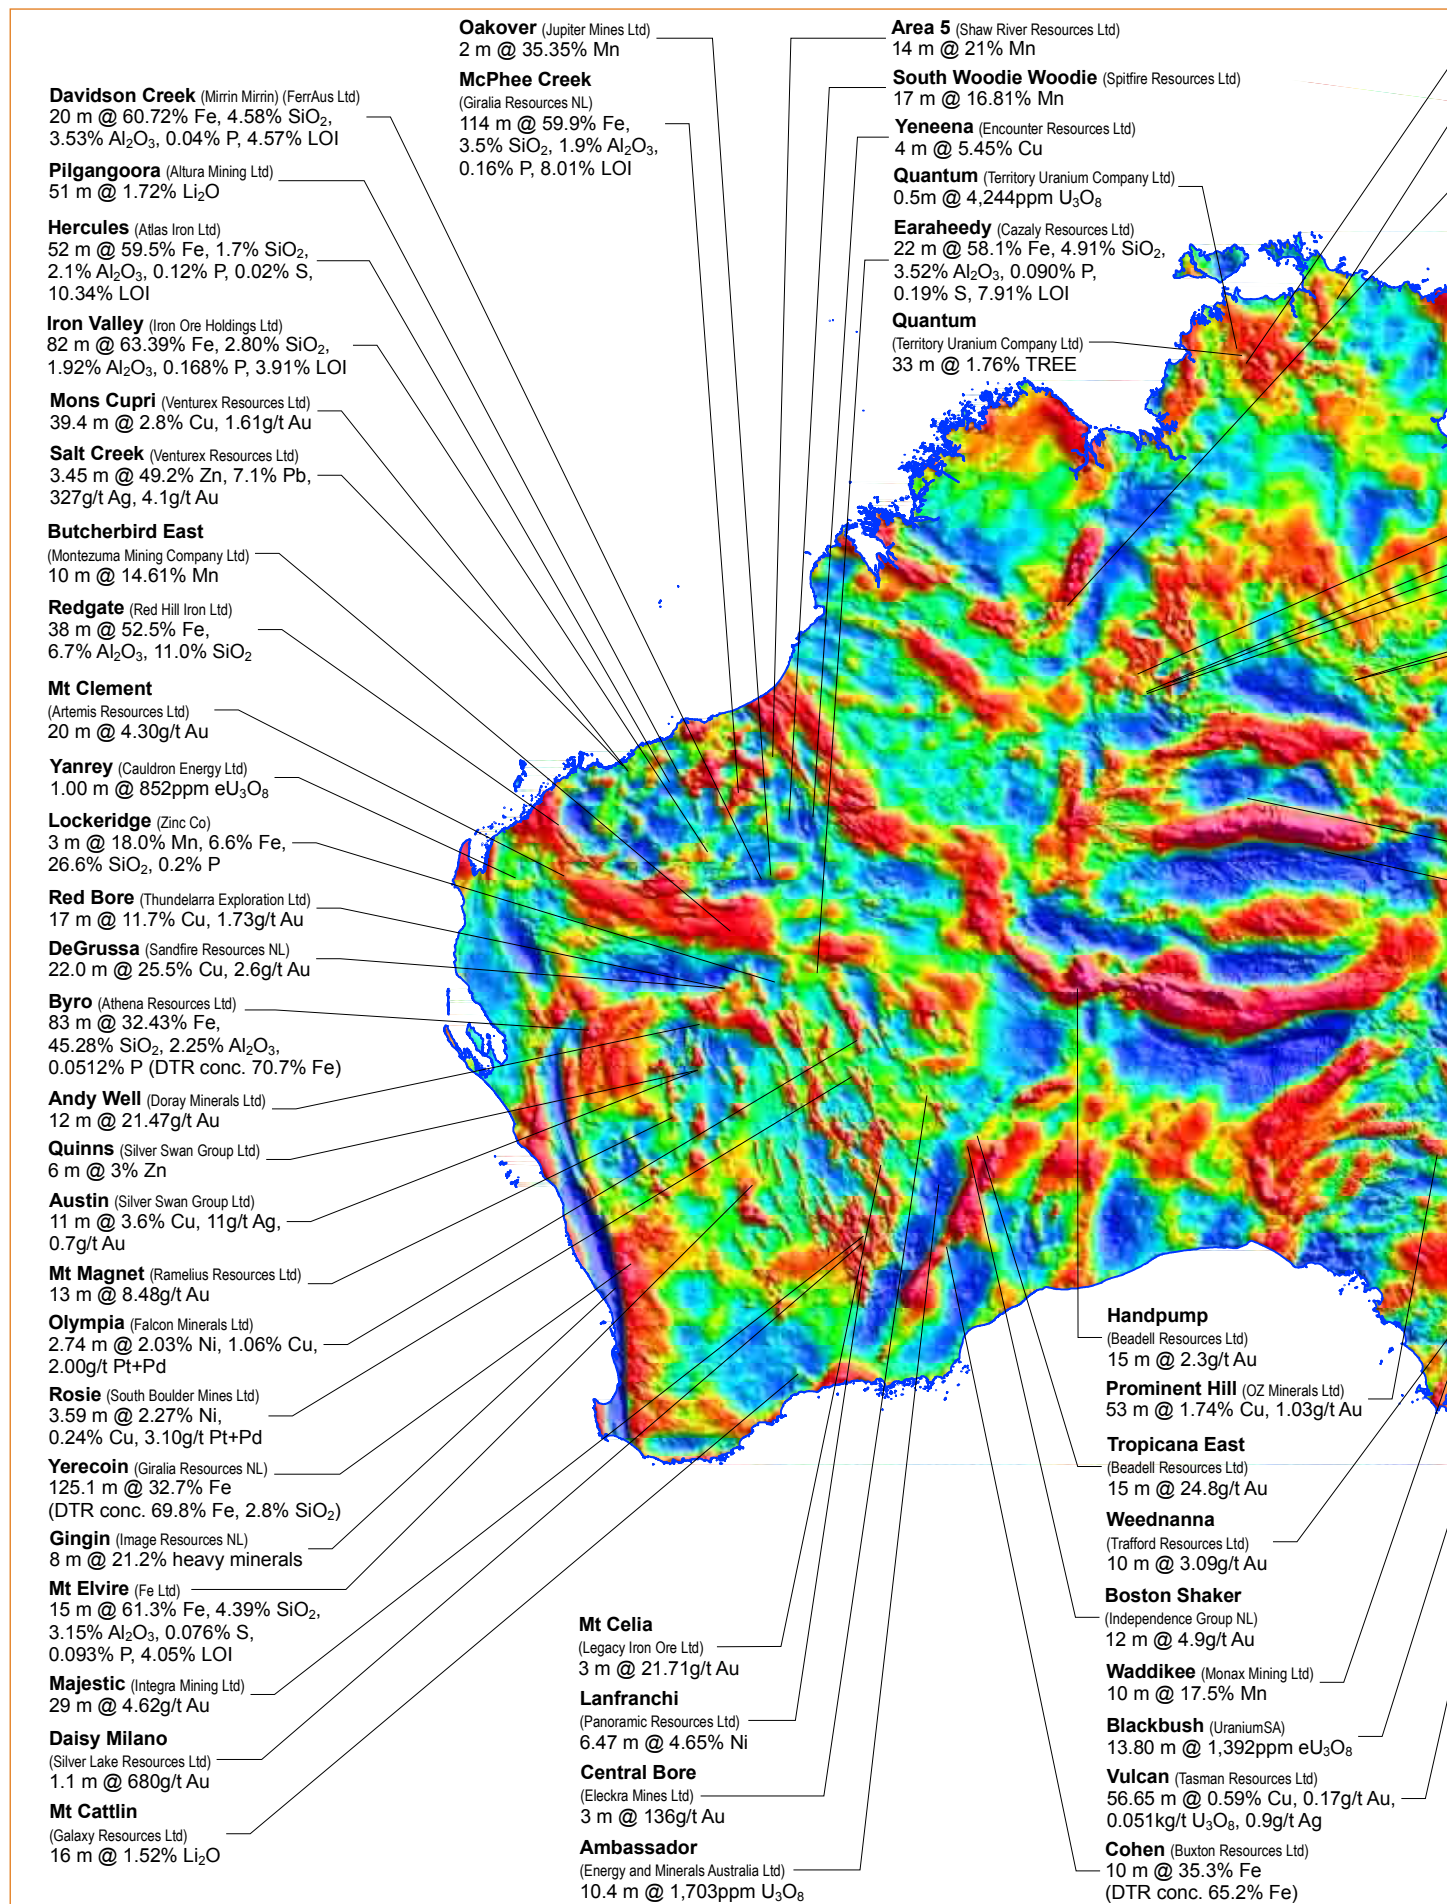 Oakover (Jupiter Mines Ltd)
2 m @ 35.35% Mn
McPhee Creek
(Giralia Resources NL)
114 m @ 59.9% Fe,
3.5% SiO₂, 1.9% Al₂O₃,
0.16% P, 8.01% LOI
Area 5 (Shaw River Resources Ltd)
14 m @ 21% Mn
South Woodie Woodie (Spitfire Resources Ltd)
17 m @ 16.81% Mn
Yeneena (Encounter Resources Ltd)
4 m @ 5.45% Cu
Quantum (Territory Uranium Company Ltd)
0.5m @ 4,244ppm U₃O₈
Earaheedy (Cazaly Resources Ltd)
22 m @ 58.1% Fe, 4.91% SiO₂,
3.52% Al₂O₃, 0.090% P,
0.19% S, 7.91% LOI
Quantum
(Territory Uranium Company Ltd)
33 m @ 1.76% TREE
Davidson Creek (Mirrin Mirrin) (FerrAus Ltd)
20 m @ 60.72% Fe, 4.58% SiO₂,
3.53% Al₂O₃, 0.04% P, 4.57% LOI
Pilgangoora (Altura Mining Ltd)
51 m @ 1.72% Li₂O
Hercules (Atlas Iron Ltd)
52 m @ 59.5% Fe, 1.7% SiO₂,
2.1% Al₂O₃, 0.12% P, 0.02% S,
10.34% LOI
Iron Valley (Iron Ore Holdings Ltd)
82 m @ 63.39% Fe, 2.80% SiO₂,
1.92% Al₂O₃, 0.168% P, 3.91% LOI
Mons Cupri (Venturex Resources Ltd)
39.4 m @ 2.8% Cu, 1.61g/t Au
Salt Creek (Venturex Resources Ltd)
3.45 m @ 49.2% Zn, 7.1% Pb,
327g/t Ag, 4.1g/t Au
Butcherbird East
(Montezuma Mining Company Ltd)
10 m @ 14.61% Mn
Redgate (Red Hill Iron Ltd)
38 m @ 52.5% Fe,
6.7% Al₂O₃, 11.0% SiO₂
Mt Clement
(Artemis Resources Ltd)
20 m @ 4.30g/t Au
Yanrey (Cauldron Energy Ltd)
1.00 m @ 852ppm eU₃O₈
Lockeridge (Zinc Co)
3 m @ 18.0% Mn, 6.6% Fe,
26.6% SiO₂, 0.2% P
Red Bore (Thundelarra Exploration Ltd)
17 m @ 11.7% Cu, 1.73g/t Au
DeGrussa (Sandfire Resources NL)
22.0 m @ 25.5% Cu, 2.6g/t Au
Byro (Athena Resources Ltd)
83 m @ 32.43% Fe,
45.28% SiO₂, 2.25% Al₂O₃,
0.0512% P (DTR conc. 70.7% Fe)
Andy Well (Doray Minerals Ltd)
12 m @ 21.47g/t Au
Quinns (Silver Swan Group Ltd)
6 m @ 3% Zn
Austin (Silver Swan Group Ltd)
11 m @ 3.6% Cu, 11g/t Ag,
0.7g/t Au
Mt Magnet (Ramelius Resources Ltd)
13 m @ 8.48g/t Au
Olympia (Falcon Minerals Ltd)
2.74 m @ 2.03% Ni, 1.06% Cu,
2.00g/t Pt+Pd
Rosie (South Boulder Mines Ltd)
3.59 m @ 2.27% Ni,
0.24% Cu, 3.10g/t Pt+Pd
Yerecoin (Giralia Resources NL)
125.1 m @ 32.7% Fe
(DTR conc. 69.8% Fe, 2.8% SiO₂)
Gingin (Image Resources NL)
8 m @ 21.2% heavy minerals
Mt Elvire (Fe Ltd)
15 m @ 61.3% Fe, 4.39% SiO₂,
3.15% Al₂O₃, 0.076% S,
0.093% P, 4.05% LOI
Majestic (Integra Mining Ltd)
29 m @ 4.62g/t Au
Daisy Milano
(Silver Lake Resources Ltd)
1.1 m @ 680g/t Au
Mt Cattlin
(Galaxy Resources Ltd)
16 m @ 1.52% Li₂O
Mt Celia
(Legacy Iron Ore Ltd)
3 m @ 21.71g/t Au
Lanfranchi
(Panoramic Resources Ltd)
6.47 m @ 4.65% Ni
Central Bore
(Eleckra Mines Ltd)
3 m @ 136g/t Au
Ambassador
(Energy and Minerals Australia Ltd)
10.4 m @ 1,703ppm U₃O₈
Handpump
(Beadell Resources Ltd)
15 m @ 2.3g/t Au
Prominent Hill (OZ Minerals Ltd)
53 m @ 1.74% Cu, 1.03g/t Au
Tropicana East
(Beadell Resources Ltd)
15 m @ 24.8g/t Au
Weednanna
(Trafford Resources Ltd)
10 m @ 3.09g/t Au
Boston Shaker
(Independence Group NL)
12 m @ 4.9g/t Au
Waddikee (Monax Mining Ltd)
10 m @ 17.5% Mn
Blackbush (UraniumSA)
13.80 m @ 1,392ppm eU₃O₈
Vulcan (Tasman Resources Ltd)
56.65 m @ 0.59% Cu, 0.17g/t Au,
0.051kg/t U₃O₈, 0.9g/t Ag
Cohen (Buxton Resources Ltd)
10 m @ 35.3% Fe
(DTR conc. 65.2% Fe)